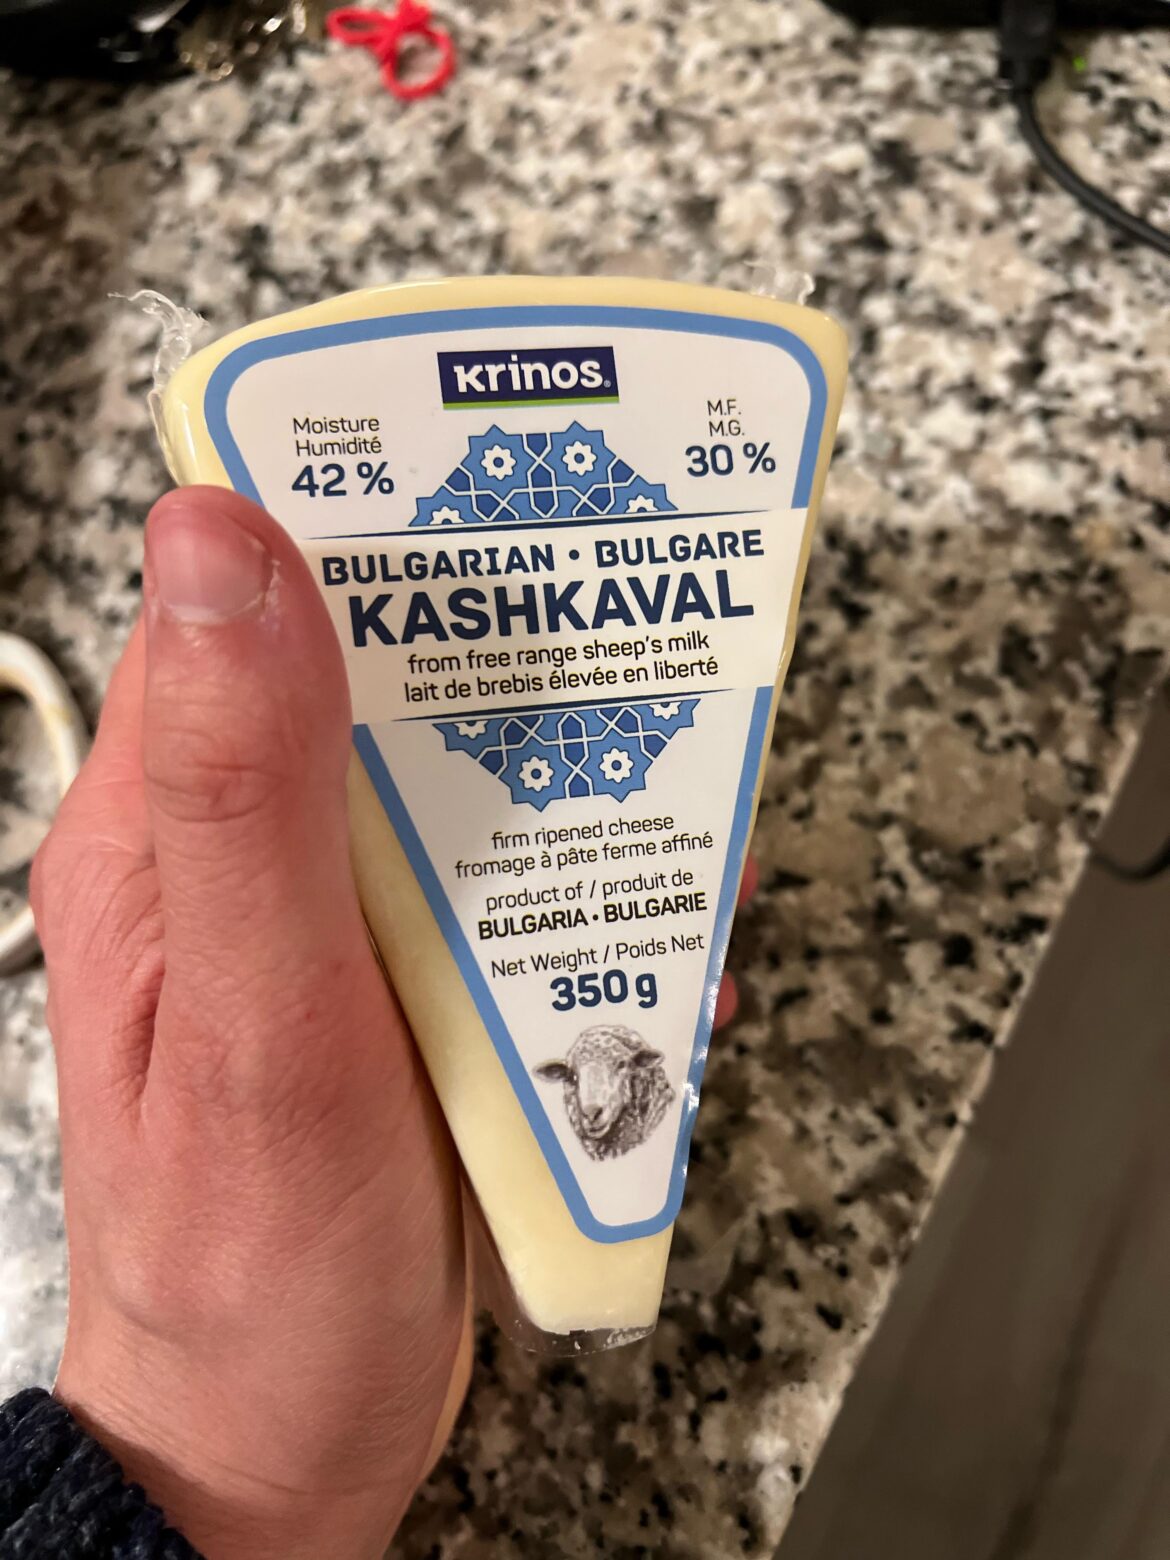 Krinos®
Moisture
Humidité
42 %
M.F.
M.G.
30 %
BULGARIAN • BULGARE
KASHKAVAL
from free range sheep's milk
lait de brebis élevée en liberté
firm ripened cheese
fromage à pâte ferme affiné
product of / produit de
BULGARIA • BULGARIE
Net Weight / Poids Net
350 g